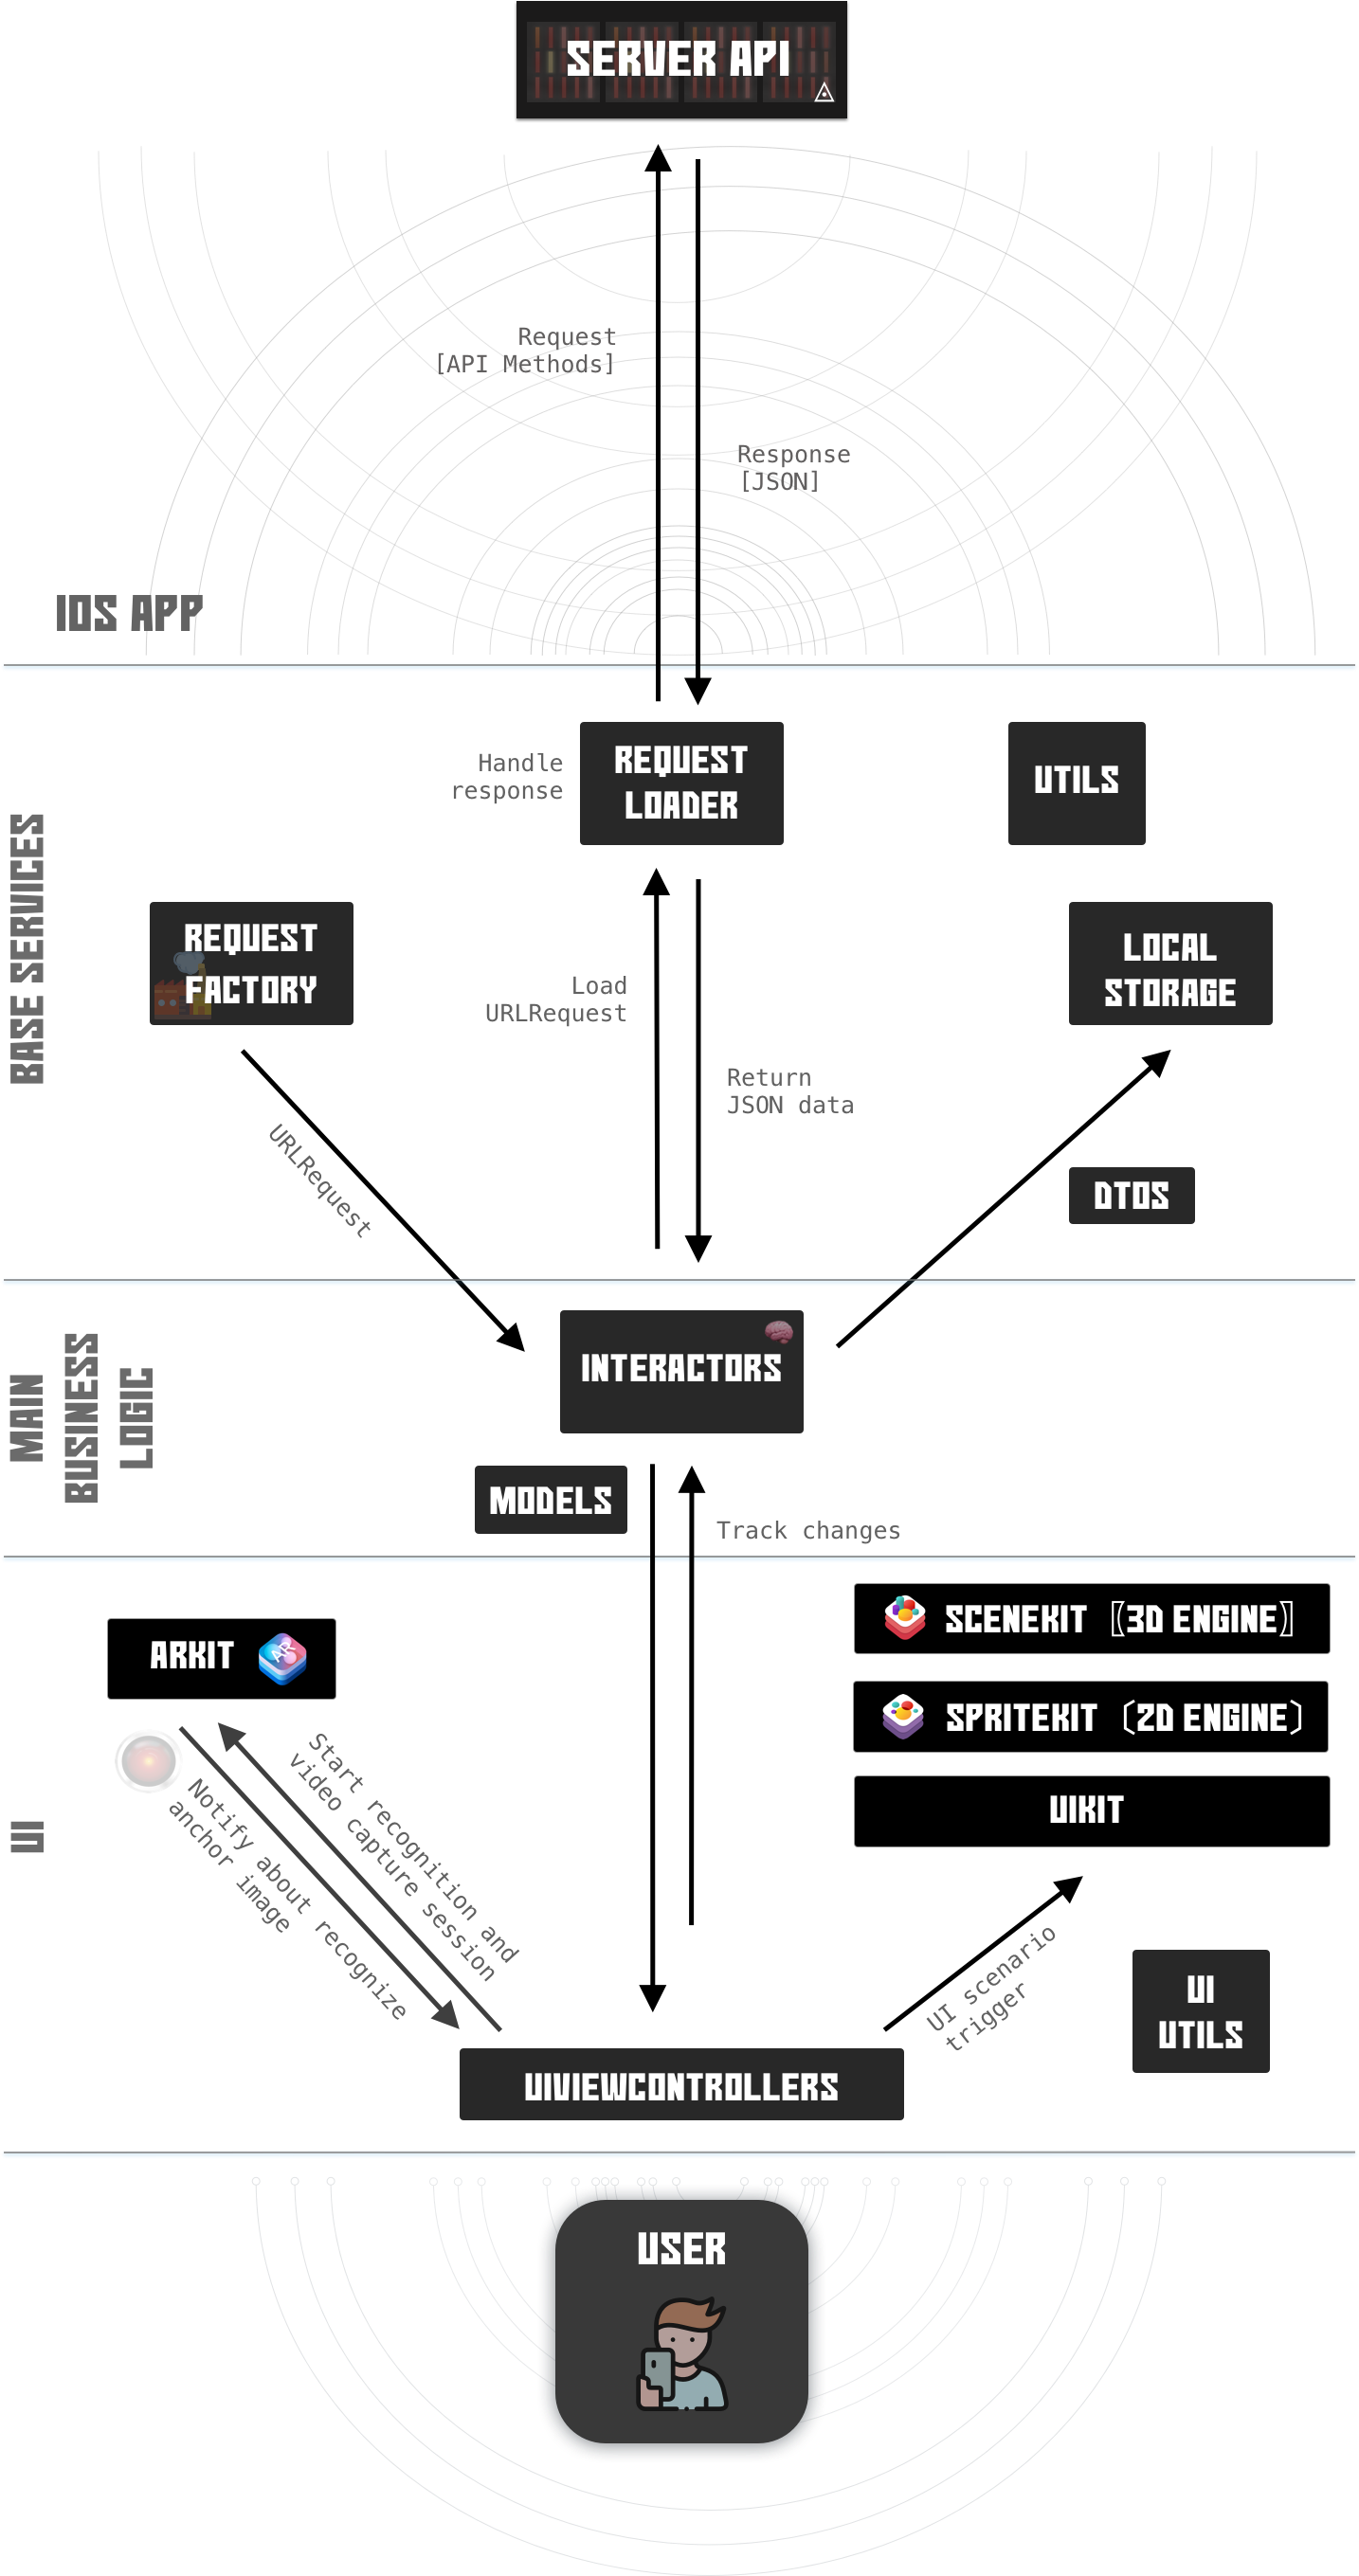 SERVER API
Request
[API Methods]
Response
[JSON]
IOS APP
BASE SERVICES
Handle
response
REQUEST
LOADER
UTILS
REQUEST
FACTORY
LOCAL
STORAGE
Load
URLRequest
Return
JSON data
URLRequest
DTOS
MAIN
BUSINESS
LOGIC
INTERACTORS
MODELS
Track changes
UI
ARKIT
AR
SCENEKIT [3D ENGINE]
SPRITEKIT (2D ENGINE)
UIKIT
Start recognition and
video capture session
Notify about recognize
anchor image
UI scenario
trigger
UI
UTILS
UIVIEWCONTROLLERS
USER